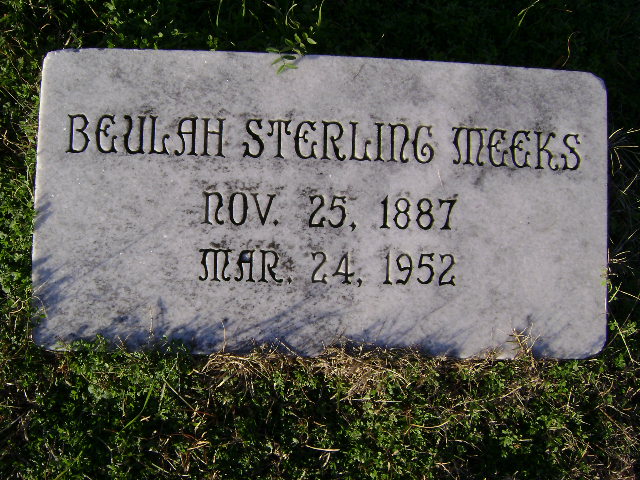 BEULAH STERLING MEEKS
NOV. 25, 1887
MAR. 24, 1952